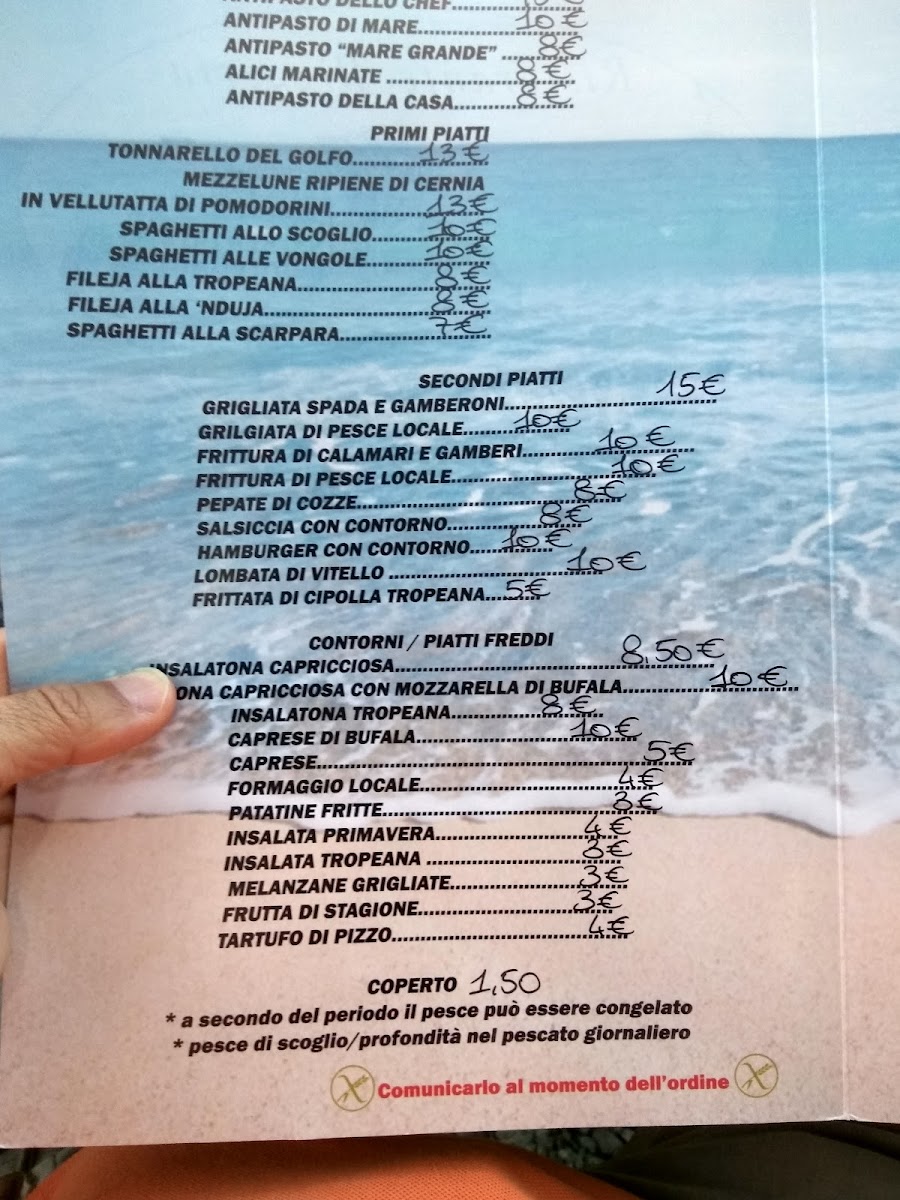 ANTIPASTO DELLO CHEF
ANTIPASTO DI MARE........ 10€
ANTIPASTO "MARE GRANDE" ........ 8€
ALICI MARINATE ........ 8€
ANTIPASTO DELLA CASA........ 8€
PRIMI PIATTI
TONNARELLO DEL GOLFO........ 13€
MEZZELUNE RIPIENE DI CERNIA
IN VELLUTATTA DI POMODORINI........ 13€
SPAGHETTI ALLO SCOGLIO........ 10€
SPAGHETTI ALLE VONGOLE........ 10€
FILEJA ALLA TROPEANA........ 8€
FILEJA ALLA 'NDUJA........ 8€
SPAGHETTI ALLA SCARPARA........ 7€
SECONDI PIATTI
GRIGLIATA SPADA E GAMBERONI........ 15€
GRILGIATA DI PESCE LOCALE........ 10€
FRITTURA DI CALAMARI E GAMBERI........ 10€
FRITTURA DI PESCE LOCALE........ 10€
PEPATE DI COZZE........ 8€
SALSICCIA CON CONTORNO........ 8€
HAMBURGER CON CONTORNO........ 10€
LOMBATA DI VITELLO ........ 10€
FRITTATA DI CIPOLLA TROPEANA........ 5€
CONTORNI / PIATTI FREDDI
INSALATONA CAPRICCIOSA........ 8,50€
ONA CAPRICCIOSA CON MOZZARELLA DI BUFALA........ 10€
INSALATONA TROPEANA........ 8€
CAPRESE DI BUFALA........ 10€
CAPRESE........ 5€
FORMAGGIO LOCALE........ 4€
PATATINE FRITTE........ 3€
INSALATA PRIMAVERA........ 4€
INSALATA TROPEANA ........ 3€
MELANZANE GRIGLIATE........ 3€
FRUTTA DI STAGIONE........ 3€
TARTUFO DI PIZZO........ 4€
COPERTO 1,50
* a secondo del periodo il pesce può essere congelato
* pesce di scoglio/profondità nel pescato giornaliero
Comunicarlo al momento dell'ordine